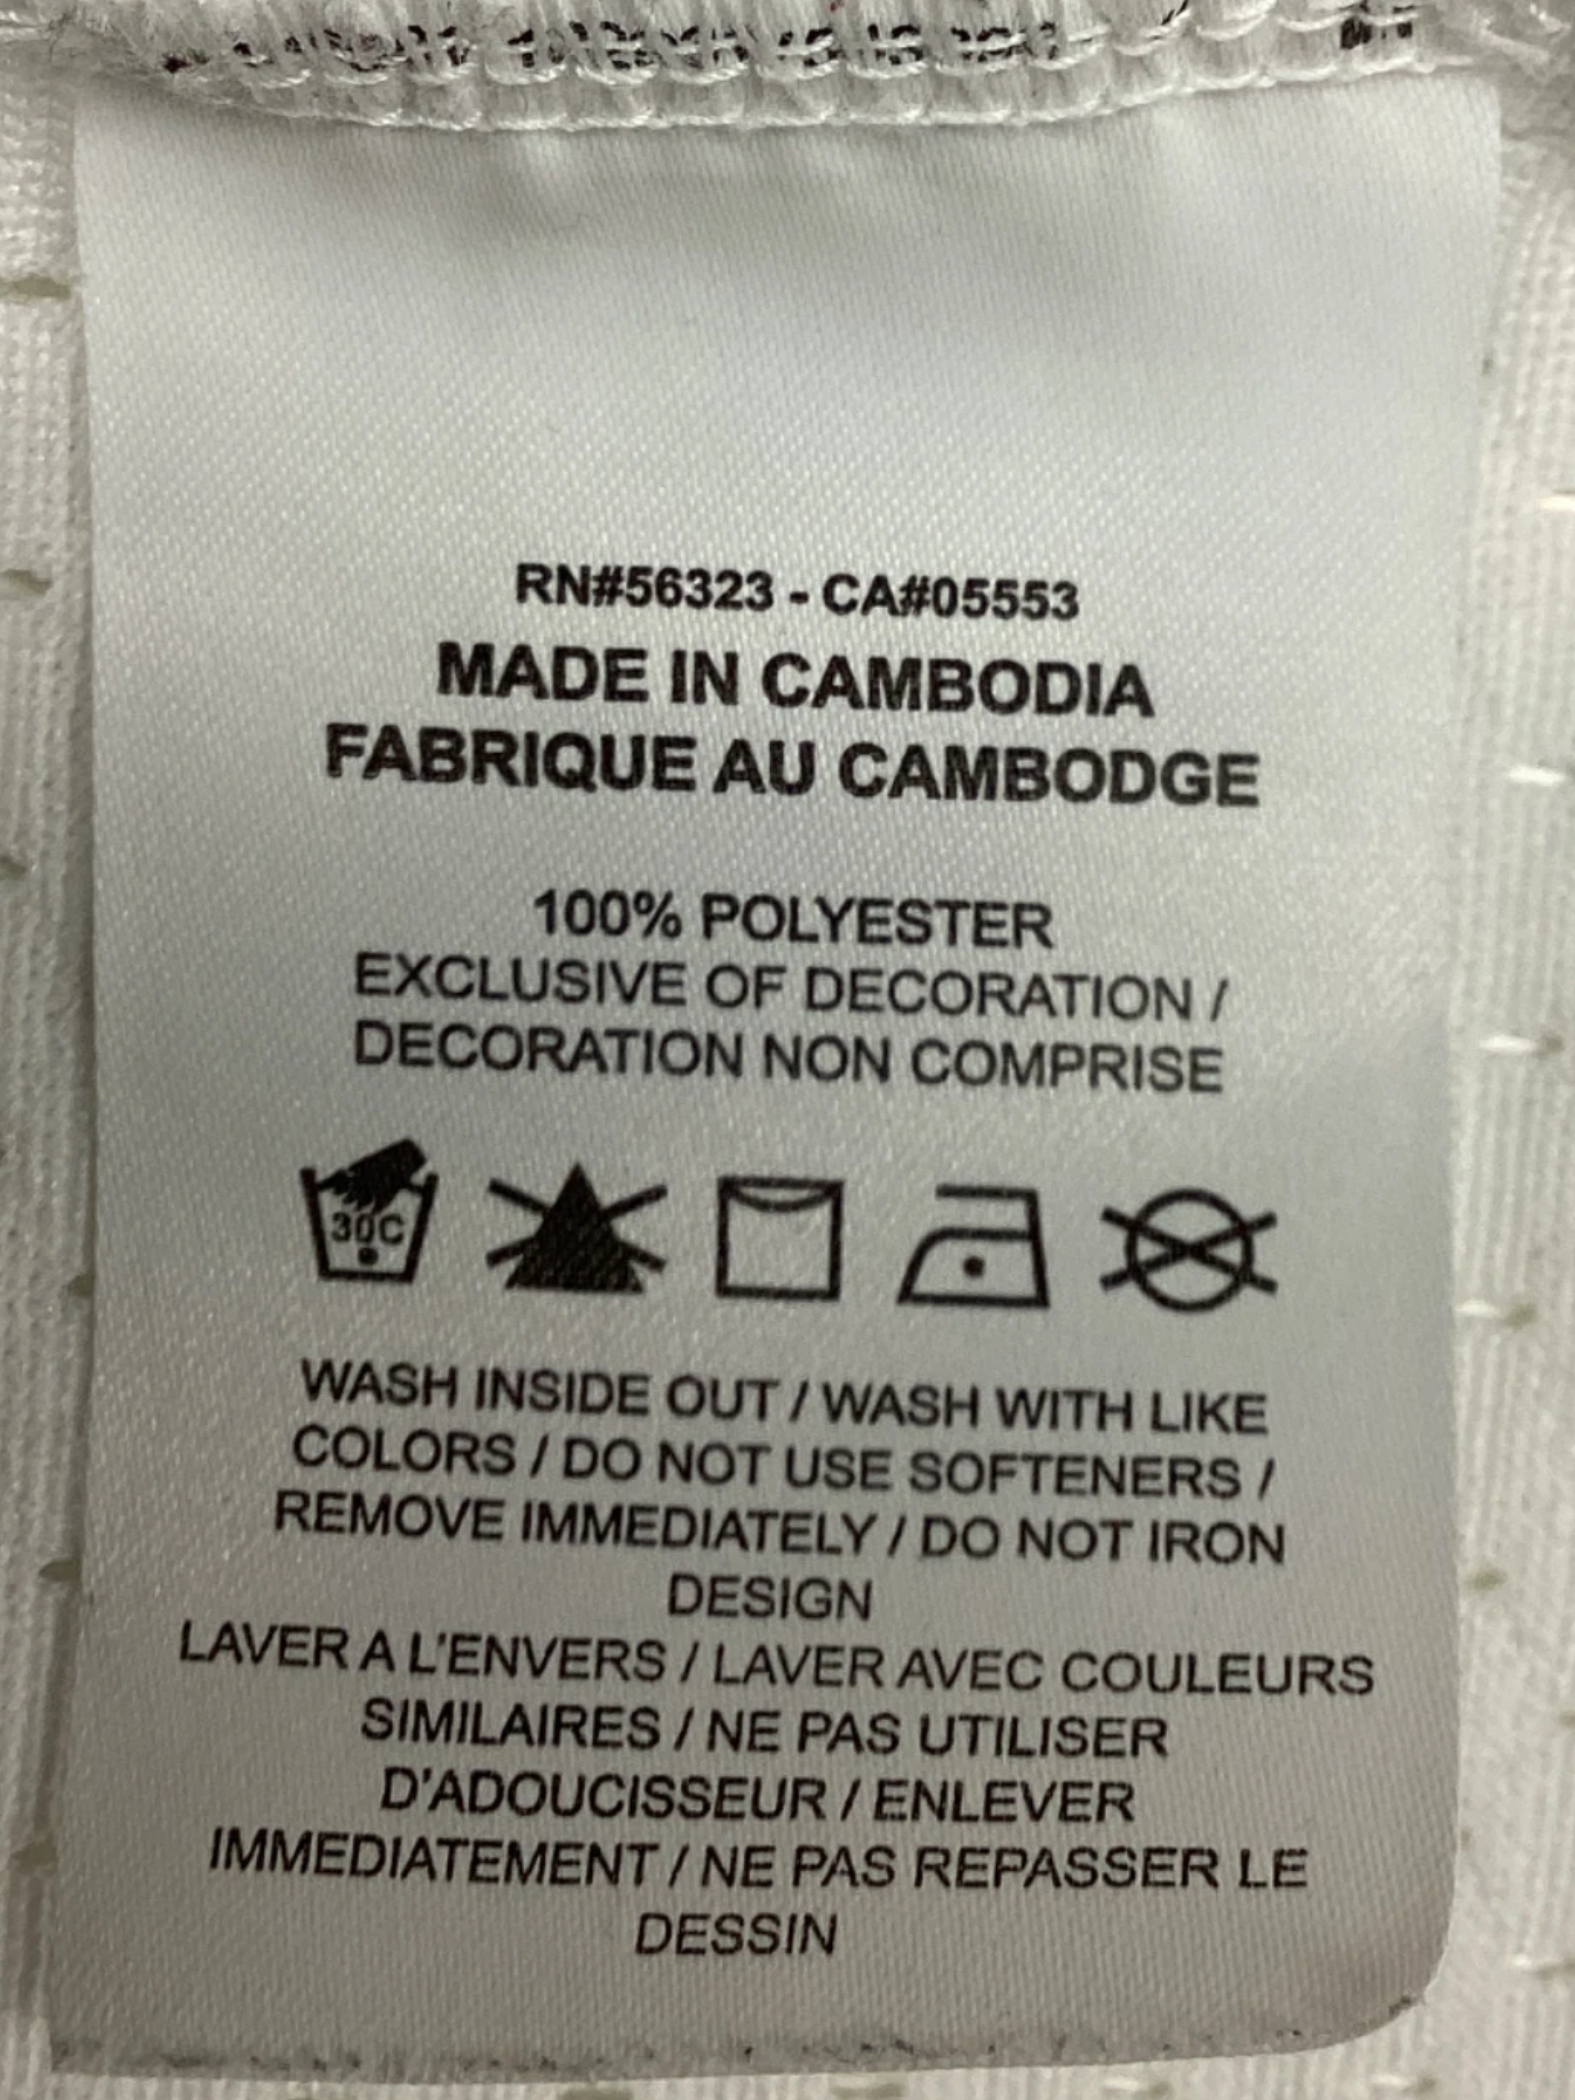 RN#56323 - CA#05553
MADE IN CAMBODIA
FABRIQUE AU CAMBODGE
100% POLYESTER
EXCLUSIVE OF DECORATION /
DECORATION NON COMPRISE
30C
WASH INSIDE OUT / WASH WITH LIKE
COLORS / DO NOT USE SOFTENERS /
REMOVE IMMEDIATELY / DO NOT IRON
DESIGN
LAVER A L'ENVERS / LAVER AVEC COULEURS
SIMILAIRES / NE PAS UTILISER
D'ADOUCISSEUR / ENLEVER
IMMEDIATEMENT / NE PAS REPASSER LE
DESSIN